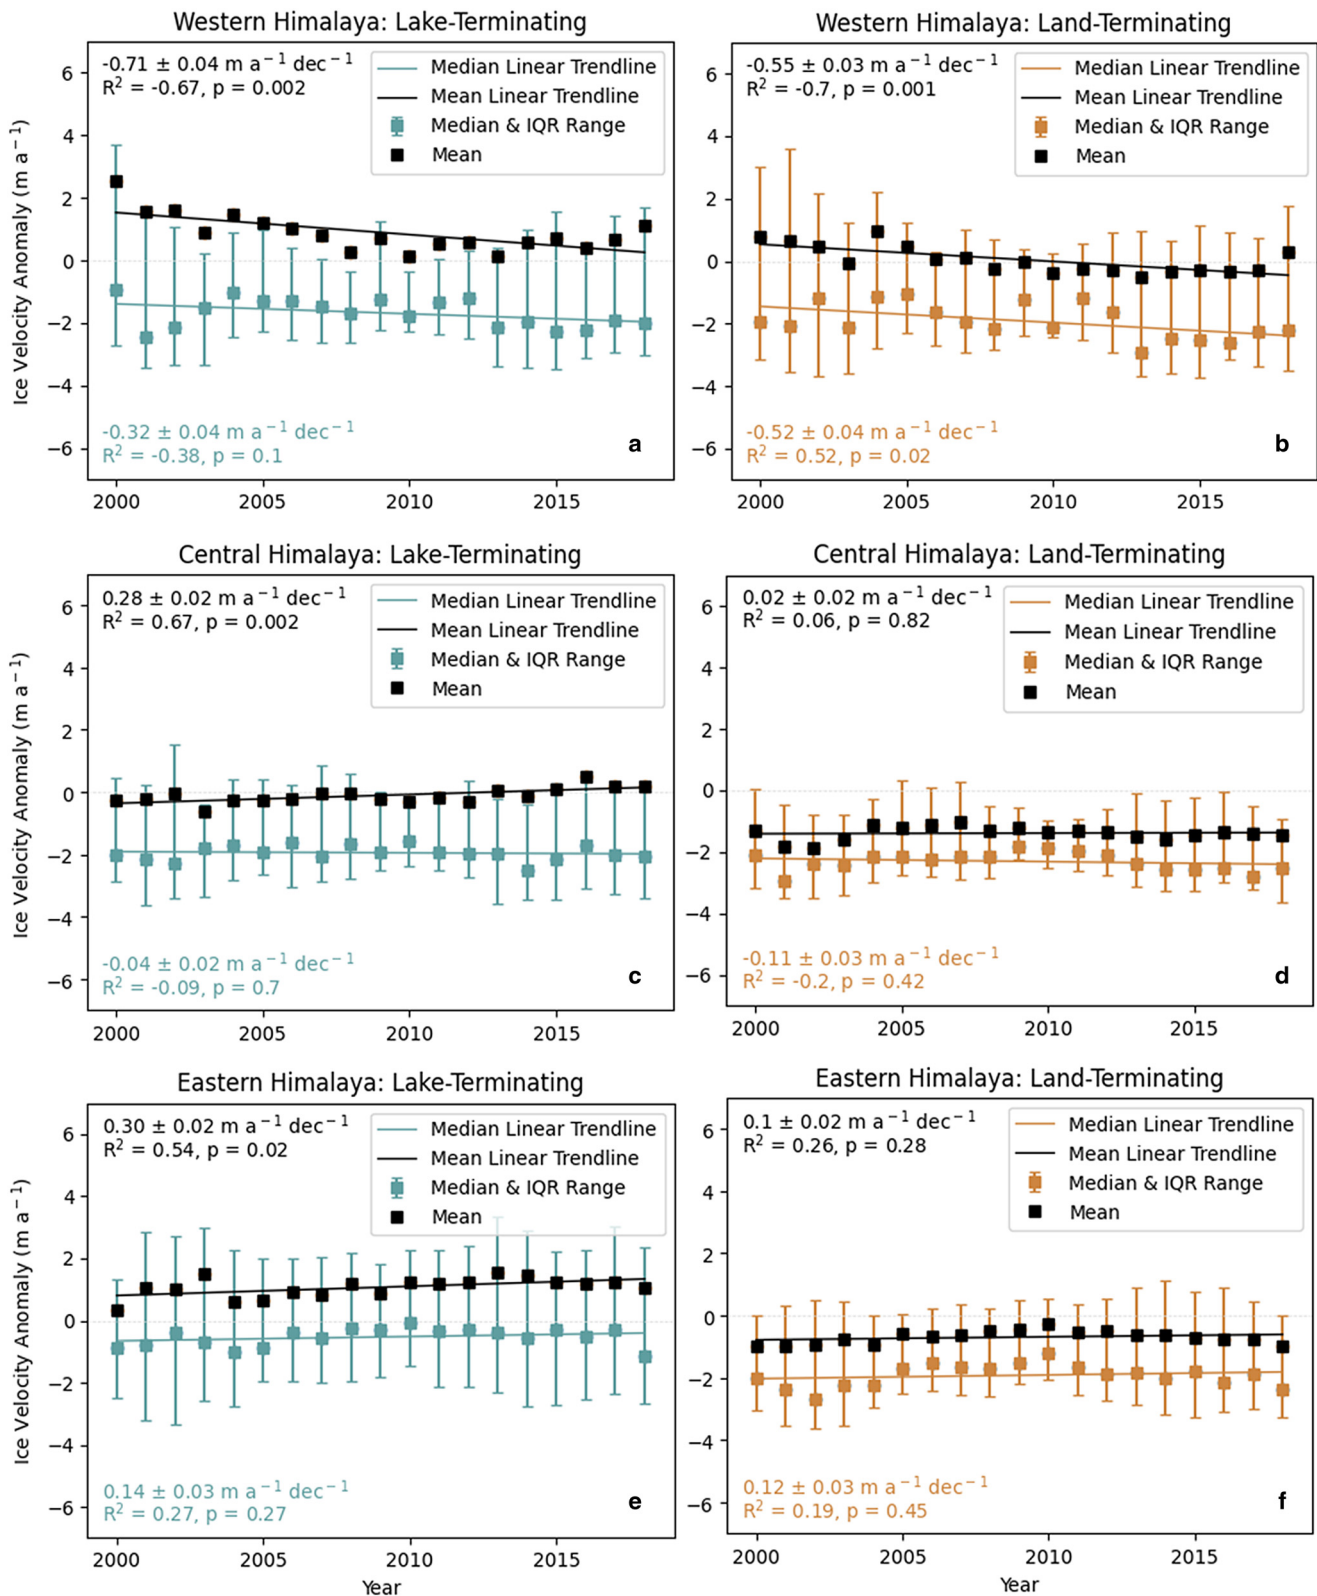 Western Himalaya: Lake-Terminating
-0.71 ± 0.04 m a⁻¹ dec⁻¹
R² = -0.67, p = 0.002
Median Linear Trendline
Mean Linear Trendline
Median & IQR Range
Mean
Ice Velocity Anomaly (m a⁻¹)
6
4
2
0
−2
−4
−6
-0.32 ± 0.04 m a⁻¹ dec⁻¹
R² = -0.38, p = 0.1
a
2000 2005 2010 2015
Western Himalaya: Land-Terminating
-0.55 ± 0.03 m a⁻¹ dec⁻¹
R² = -0.7, p = 0.001
Median Linear Trendline
Mean Linear Trendline
Median & IQR Range
Mean
6
4
2
0
−2
−4
−6
-0.52 ± 0.04 m a⁻¹ dec⁻¹
R² = 0.52, p = 0.02
b
2000 2005 2010 2015
Central Himalaya: Lake-Terminating
0.28 ± 0.02 m a⁻¹ dec⁻¹
R² = 0.67, p = 0.002
Median Linear Trendline
Mean Linear Trendline
Median & IQR Range
Mean
Ice Velocity Anomaly (m a⁻¹)
6
4
2
0
−2
−4
−6
-0.04 ± 0.02 m a⁻¹ dec⁻¹
R² = -0.09, p = 0.7
c
2000 2005 2010 2015
Central Himalaya: Land-Terminating
0.02 ± 0.02 m a⁻¹ dec⁻¹
R² = 0.06, p = 0.82
Median Linear Trendline
Mean Linear Trendline
Median & IQR Range
Mean
6
4
2
0
−2
−4
−6
-0.11 ± 0.03 m a⁻¹ dec⁻¹
R² = -0.2, p = 0.42
d
2000 2005 2010 2015
Eastern Himalaya: Lake-Terminating
0.30 ± 0.02 m a⁻¹ dec⁻¹
R² = 0.54, p = 0.02
Median Linear Trendline
Mean Linear Trendline
Median & IQR Range
Mean
Ice Velocity Anomaly (m a⁻¹)
6
4
2
0
−2
−4
−6
0.14 ± 0.03 m a⁻¹ dec⁻¹
R² = 0.27, p = 0.27
e
2000 2005 2010 2015
Year
Eastern Himalaya: Land-Terminating
0.1 ± 0.02 m a⁻¹ dec⁻¹
R² = 0.26, p = 0.28
Median Linear Trendline
Mean Linear Trendline
Median & IQR Range
Mean
6
4
2
0
−2
−4
−6
0.12 ± 0.03 m a⁻¹ dec⁻¹
R² = 0.19, p = 0.45
f
2000 2005 2010 2015
Year